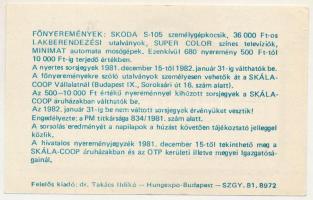 FŐNYEREMÉNYEK: SKODA S-105 személygépkocsik, 36 000 Ft-os
LAKBERENDEZÉSI utalványok, SUPER COLOR színes televíziók,
MINIMAT automata mosógépek. Ezenkívül 680 nyeremény 500 Ft-tól
10 000 Ft-ig terjedő értékben.
A nyertes sorsjegyek 1981. december 15-től 1982. január 31-ig válthatók be.
A főnyereményekre szóló utalványok személyesen vehetők át a SKÁLA-
COOP Vállalatnál (Budapest IX., Soroksári út 16. szám alatt).
Az 500–10 000 Ft értékű nyereménnyel kihúzott sorsjegyek a SKÁLA-
COOP áruházakban válthatók be.
Az 1982. január 31-ig be nem váltott sorsjegyek érvényüket vesztik!
Engedélyezte: a PM titkársága 834/1981. szám alatt.
A sorsolás eredményét a napilapok a húzást követően tájékoztató jelleggel
közlik.
A hivatalos nyereményjegyzék 1981. december 15-től tekinthető meg a
SKÁLA-COOP áruházakban és az OTP kerületi illetve megyei igazgatósá-
gainál.
Felelős kiadó: dr. Takács Ildikó — Hungexpo-Budapest — SZGY. 81.8972